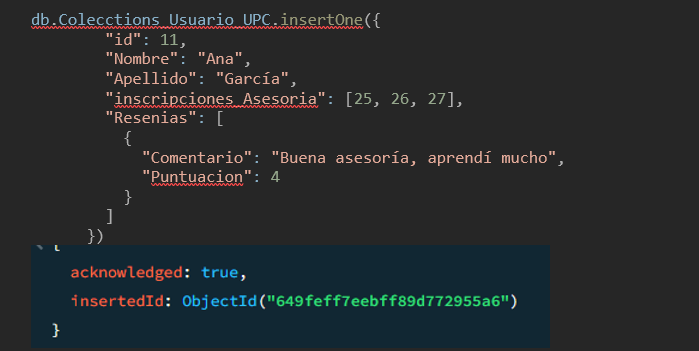 db.Colecctions_Usuario_UPC.insertOne({
"id": 11,
"Nombre": "Ana",
"Apellido": "García",
"inscripciones_Asesoria": [25, 26, 27],
"Resenias": [
{
"Comentario": "Buena asesoría, aprendí mucho",
"Puntuacion": 4
}
]
})
{
acknowledged: true,
insertedId: ObjectId("649feff7eebff89d772955a6")
}